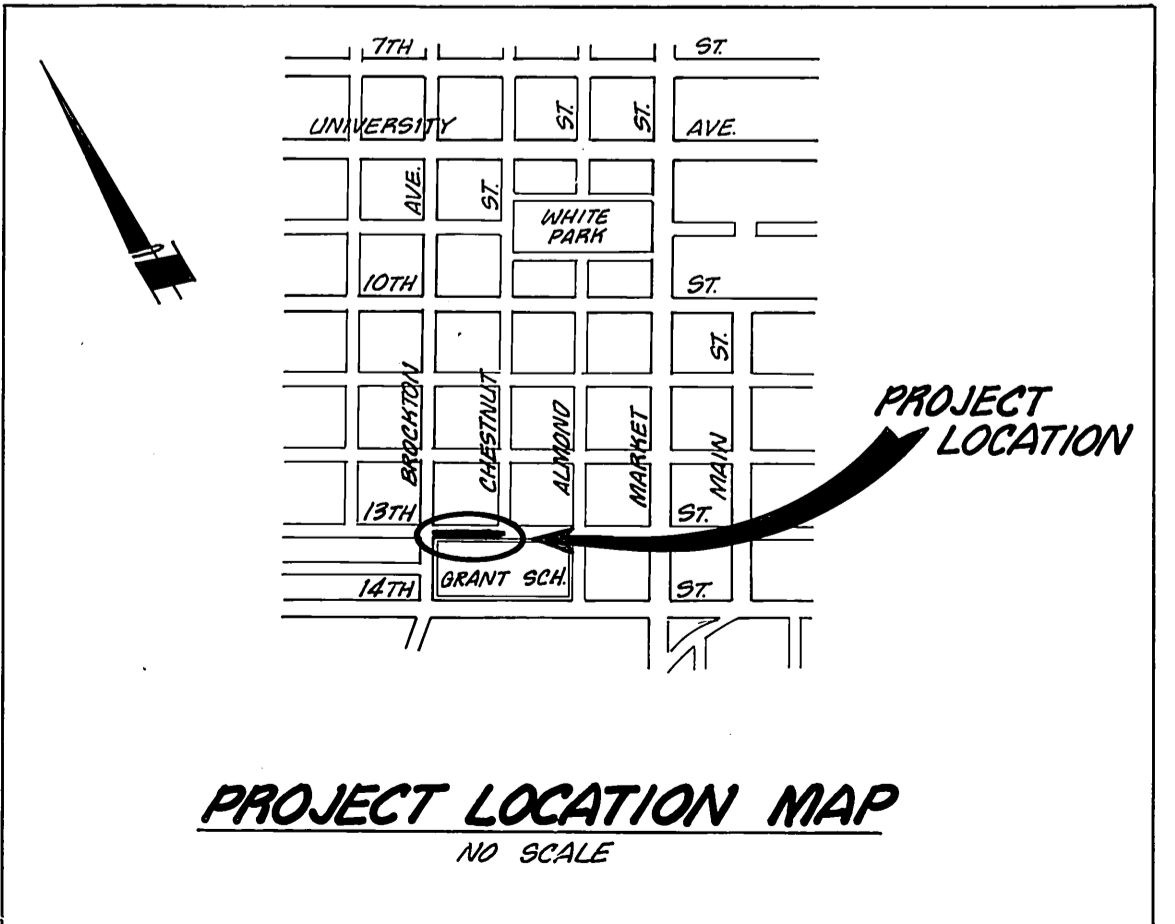 7TH ST.
UNIVERSITY ST. ST. AVE.
AVE. ST.
WHITE
PARK
10TH ST.
ST.
BROCKTON
CHESTNUT
ALMOND
MARKET
MAIN
PROJECT
LOCATION
13TH ST.
GRANT SCH.
14TH ST.
PROJECT LOCATION MAP
NO SCALE